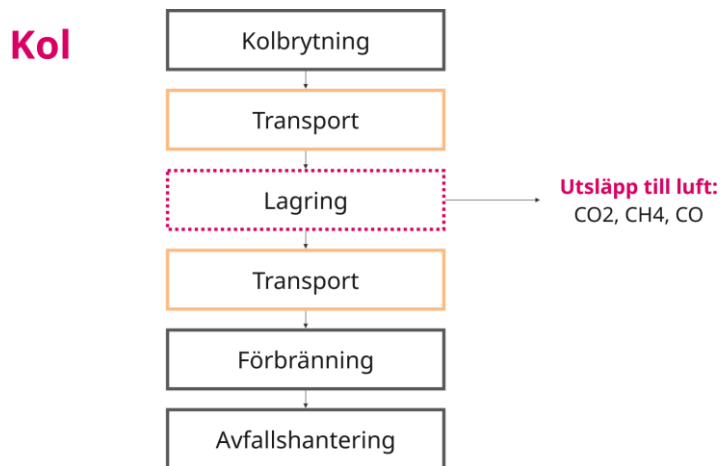 Kol
Kolbrytning
Transport
Lagring
Utsläpp till luft:
CO2, CH4, CO
Transport
Förbränning
Avfallshantering